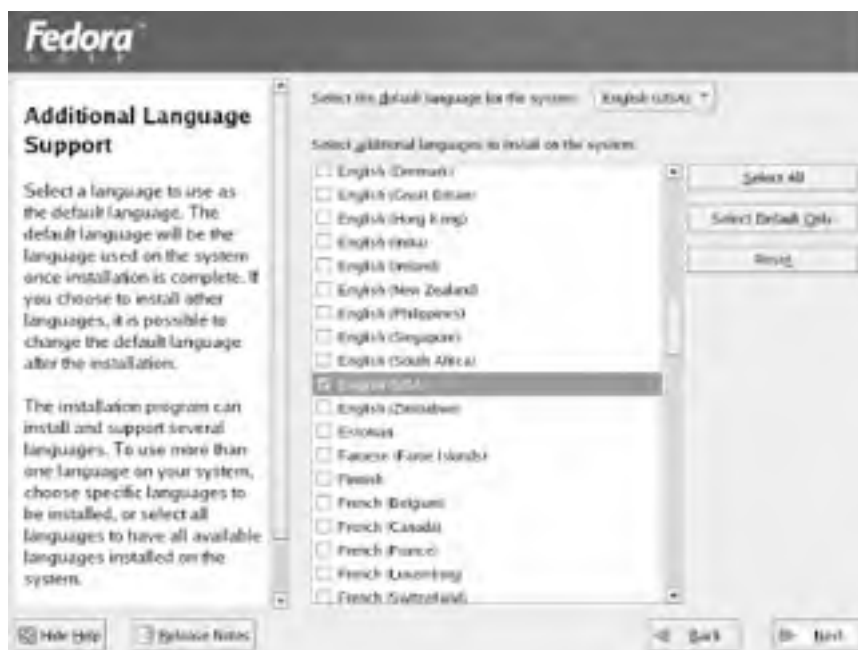 Fedora
CORE
Additional Language
Support
Select a language to use as
the default language. The
default language will be the
language used on the system
once installation is complete. If
you choose to install other
languages, it is possible to
change the default language
after the installation.
The installation program can
install and support several
languages. To use more than
one language on your system,
choose specific languages to
be installed, or select all
languages to have all available
languages installed on the
system.
Select the default language for the system: English (USA)
Select additional languages to install on the system:
English (Denmark)
English (Great Britain)
English (Hong Kong)
English (India)
English (Ireland)
English (New Zealand)
English (Philippines)
English (Singapore)
English (South Africa)
English (USA)
English (Zimbabwe)
Estonian
Faroese (Faroe Islands)
Finnish
French (Belgium)
French (Canada)
French (France)
French (Luxemburg)
French (Switzerland)
Select All
Select Default Only
Reset
Hide Help
Release Notes
Back
Next